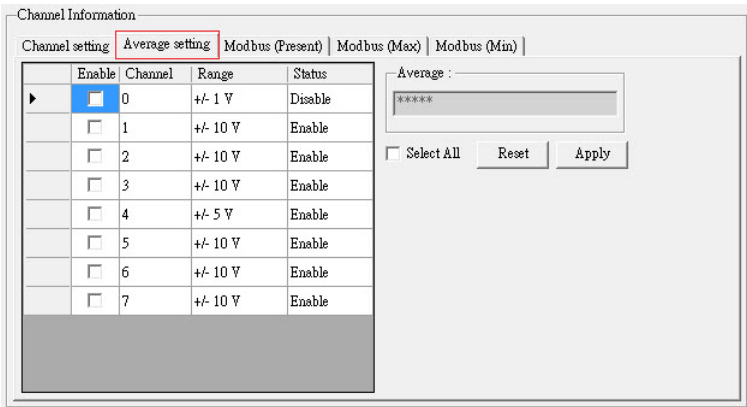 Channel Information
Channel setting Average setting Modbus (Present) Modbus (Max) Modbus (Min)
Enable Channel Range Status
0 +/- 1 V Disable
1 +/- 10 V Enable
2 +/- 10 V Enable
3 +/- 10 V Enable
4 +/- 5 V Enable
5 +/- 10 V Enable
6 +/- 10 V Enable
7 +/- 10 V Enable
Average :
*****
Select All Reset Apply